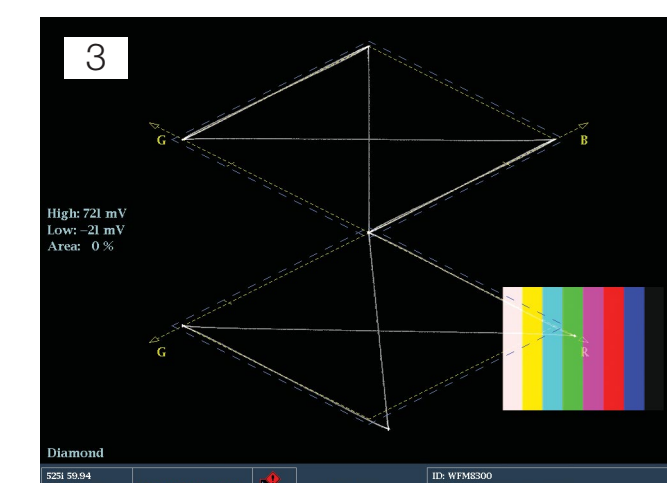 3
G
B
High: 721 mV
Low: –21 mV
Area: 0 %
G
R
Diamond
525i 59.94
ID: WFM8300